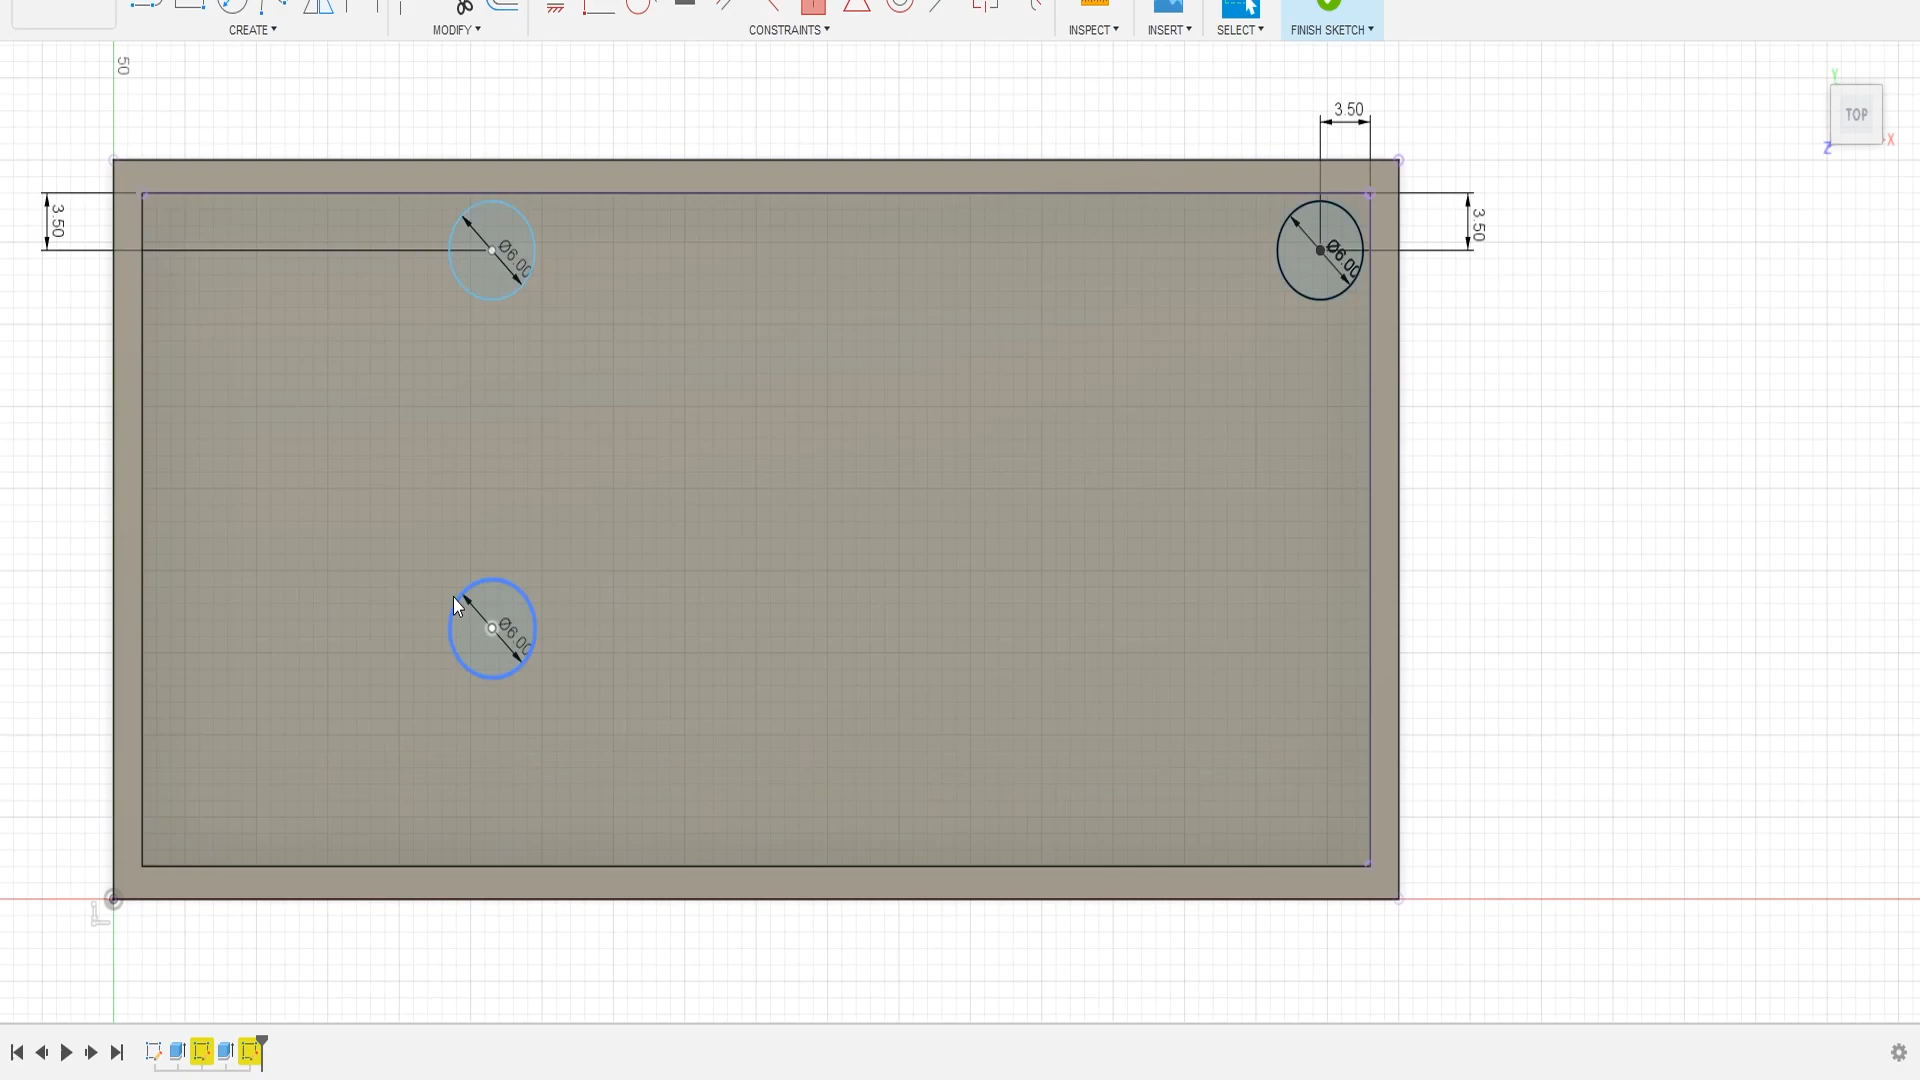 CREATE▾ MODIFY▾ CONSTRAINTS▾ INSPECT▾ INSERT▾ SELECT▾ FINISH SKETCH▾
50
Y
TOP
X
Z
3.50
3.50
3.50
Ø6.00
Ø6.00
Ø6.00